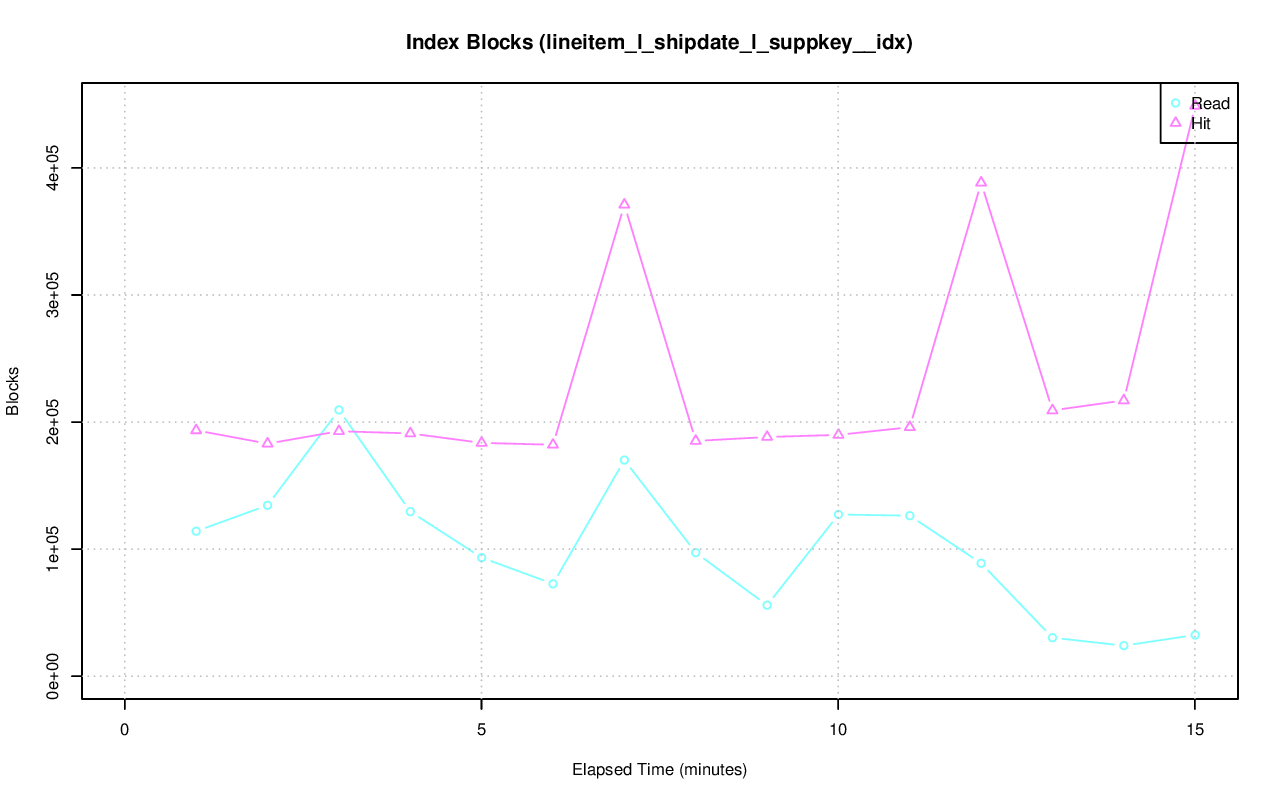 Index Blocks (lineitem_l_shipdate_l_suppkey__idx)
Read
Hit
4e+05
3e+05
2e+05
1e+05
0e+00
Blocks
0 5 10 15
Elapsed Time (minutes)